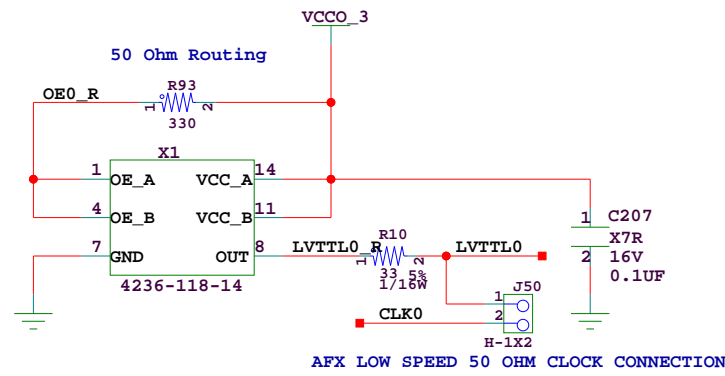 VCCO_3
50 Ohm Routing
R93
OE0_R
1 2
330
X1
1 OE_A VCC_A 14
4 OE_B VCC_B 11
7 GND OUT 8
4236-118-14
LVTTL0_R
R10
1 2
33 5%
1/16W
LVTTL0
1 C207
X7R
2 16V
0.1UF
J50
1
CLK0 2
H-1X2
AFX LOW SPEED 50 OHM CLOCK CONNECTION